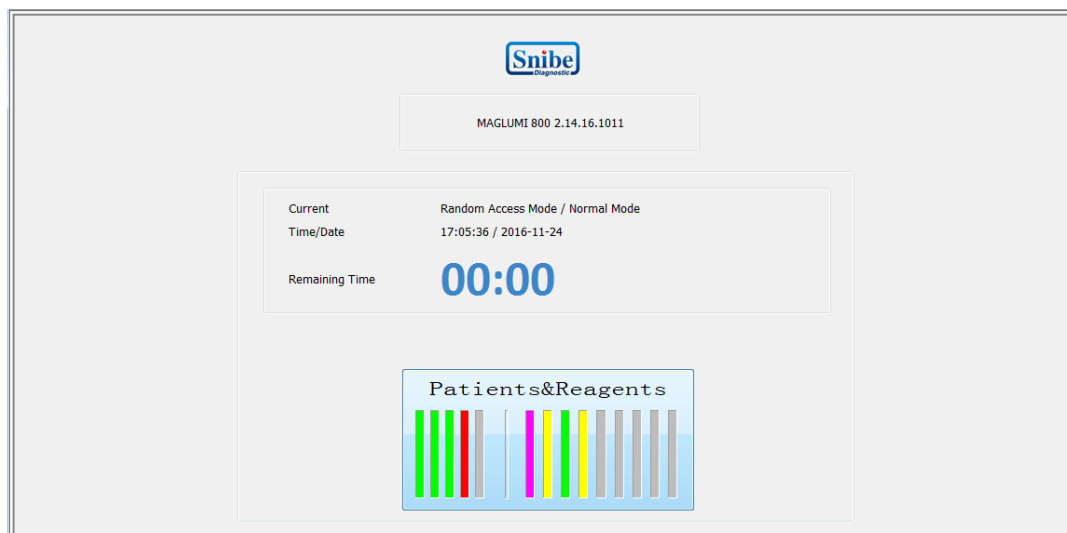 Snibe
Diagnostic
MAGLUMI 800 2.14.16.1011
Current Random Access Mode / Normal Mode
Time/Date 17:05:36 / 2016-11-24
Remaining Time 00:00
Patients&Reagents